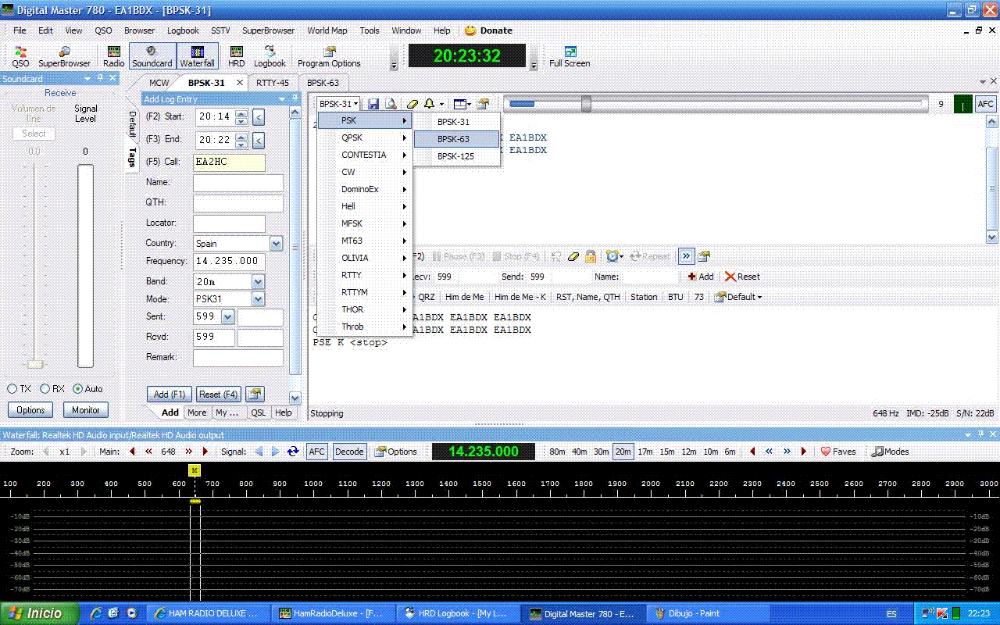 Digital Master 780 - EA1BDX - [BPSK-31]
File Edit View QSO Browser Logbook SSTV SuperBrowser World Map Tools Window Help Donate
QSO SuperBrowser Radio Soundcard Waterfall HRD Logbook Program Options 20:23:32 Full Screen
Soundcard
MCW BPSK-31 RTTY-45 BPSK-63
Receive
Volumen de line
Signal Level
Select
0.0 0
TX RX Auto
Options Monitor
Default
Tags
Add Log Entry
(F2) Start: 20:14 <
(F3) End: 20:22 <
(F5) Call: EA2HC
Name:
QTH:
Locator:
Country: Spain
Frequency: 14.235.000
Band: 20m
Mode: PSK31
Sent: 599
Rcvd: 599
Remark:
Add (F1) Reset (F4)
Add More My ... QSL Help
BPSK-31 9 AFC
PSK
QPSK
CONTESTIA
CW
DominoEx
Hell
MFSK
MT63
OLIVIA
RTTY
RTTYM
THOR
Throb
BPSK-31
BPSK-63
BPSK-125
EA1BDX
EA1BDX
F2) Pause (F3) Stop (F4) Repeat
Recv: 599 Send: 599 Name: Add Reset
QRZ Him de Me Him de Me - K RST, Name, QTH Station BTU 73 Default
EA1BDX EA1BDX EA1BDX
EA1BDX EA1BDX EA1BDX
PSE K <stop>
Stopping 648 Hz IMD: -25dB S/N: 22dB
Waterfall: Realtek HD Audio input/Realtek HD Audio output
Zoom: x1 Main: 648 Signal: AFC Decode Options 14.235.000 80m 40m 30m 20m 17m 15m 12m 10m 6m Faves Modes
M
100 200 300 400 500 600 700 800 900 1000 1100 1200 1300 1400 1500 1600 1700 1800 1900 2000 2100 2200 2300 2400 2500 2600 2700 2800 2900 3000
-10dB -10dB
-20dB -20dB
-30dB -30dB
-40dB -40dB
-50dB -50dB
-60dB -60dB
-70dB -70dB
Inicio HAM RADIO DELUXE ... HamRadioDeluxe - [F... HRD Logbook - [My L... Digital Master 780 - E... Dibujo - Paint ES 22:23